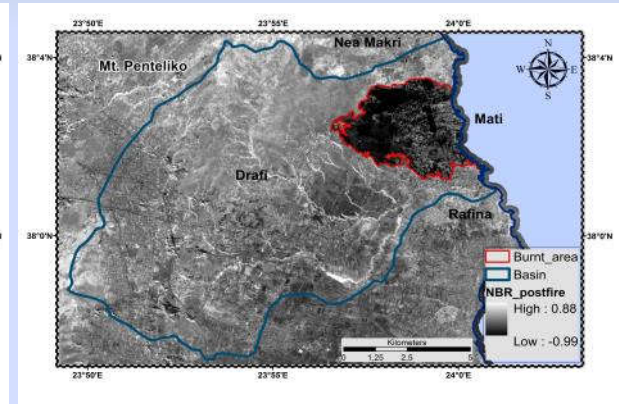 23°50'E 23°55'E 24°0'E
38°4'N
38°4'N
38°0'N
38°0'N
Nea Makri
Mt. Penteliko
N
W E
S
Mati
Drafi
Rafina
Burnt_area
Basin
NBR_postfire
High : 0.88
Low : -0.99
Kilometers
0 1,25 2,5 5
23°50'E 23°55'E 24°0'E